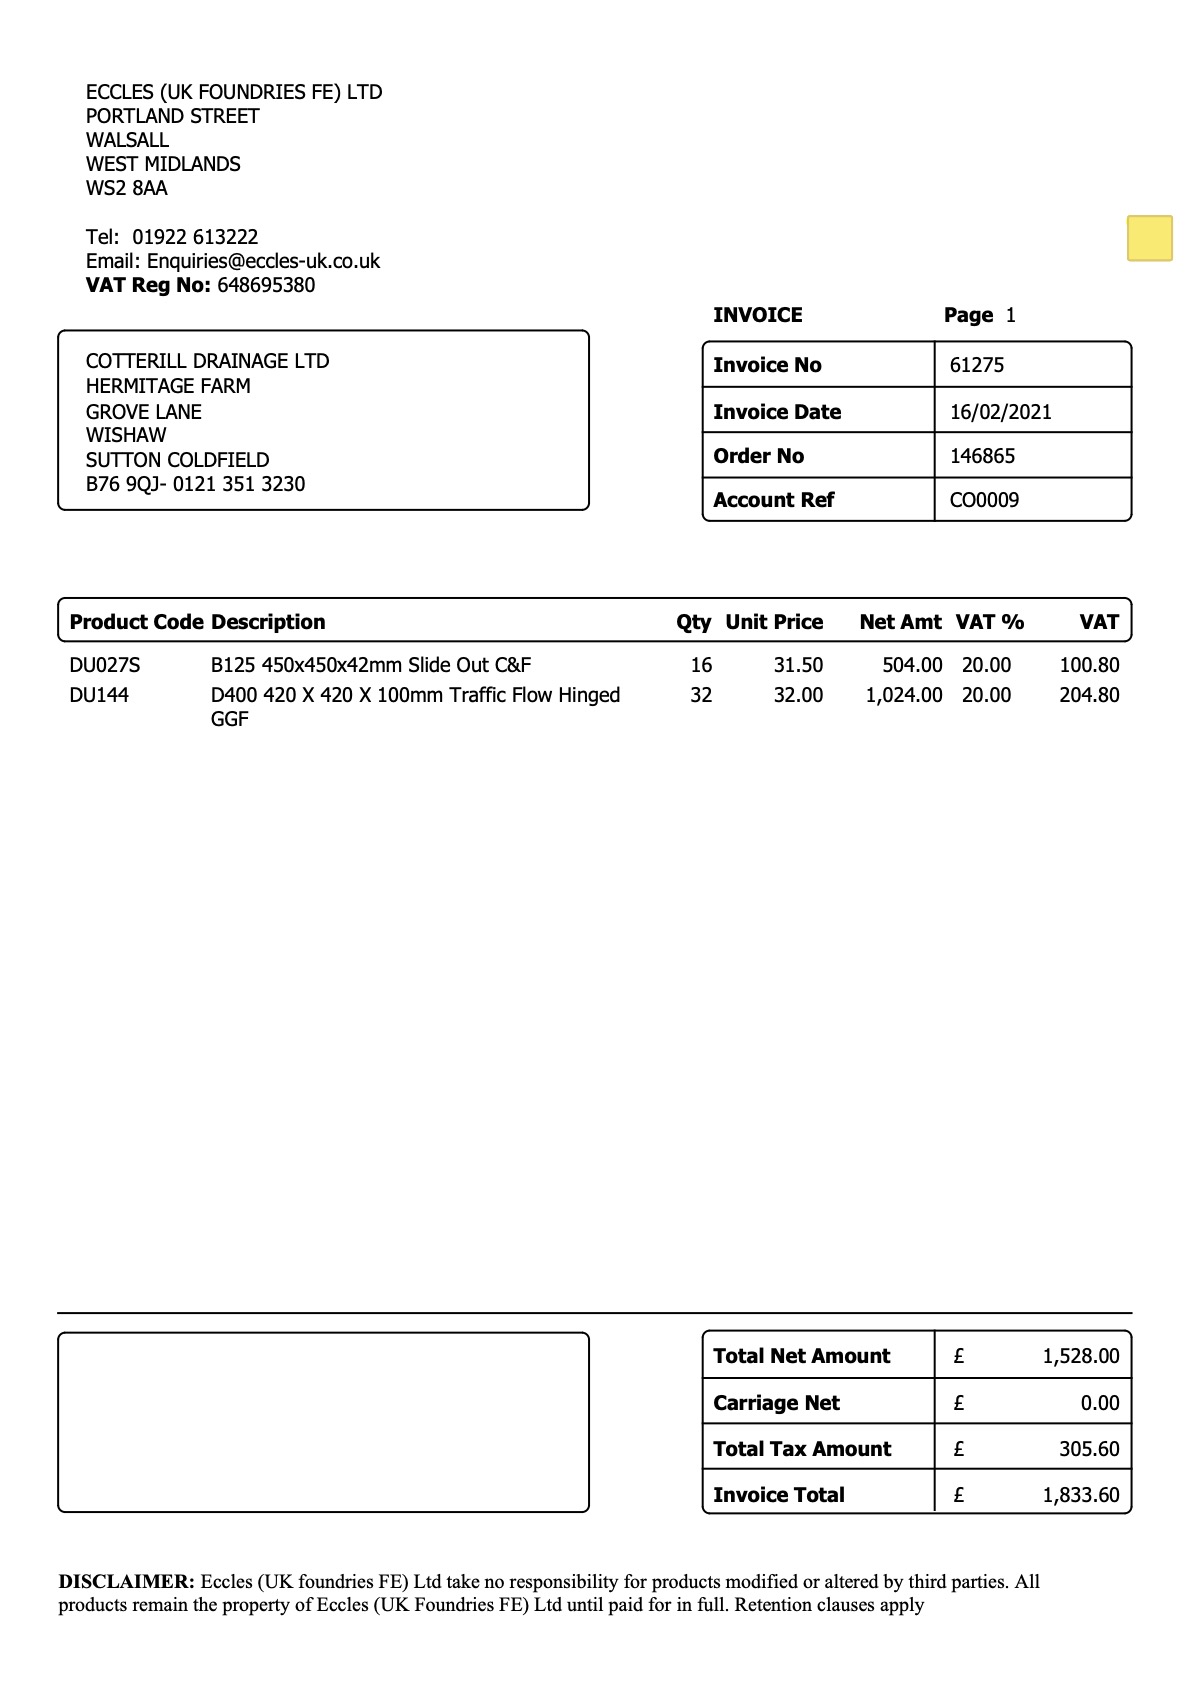 ECCLES (UK FOUNDRIES FE) LTD
PORTLAND STREET
WALSALL
WEST MIDLANDS
WS2 8AA
Tel: 01922 613222
Email: Enquiries@eccles-uk.co.uk
VAT Reg No: 648695380
INVOICE Page 1
COTTERILL DRAINAGE LTD
HERMITAGE FARM
GROVE LANE
WISHAW
SUTTON COLDFIELD
B76 9QJ- 0121 351 3230
Invoice No 61275
Invoice Date 16/02/2021
Order No 146865
Account Ref CO0009
Product Code Description Qty Unit Price Net Amt VAT % VAT
DU027S B125 450x450x42mm Slide Out C&F 16 31.50 504.00 20.00 100.80
DU144 D400 420 X 420 X 100mm Traffic Flow Hinged 32 32.00 1,024.00 20.00 204.80
GGF
Total Net Amount £ 1,528.00
Carriage Net £ 0.00
Total Tax Amount £ 305.60
Invoice Total £ 1,833.60
DISCLAIMER: Eccles (UK foundries FE) Ltd take no responsibility for products modified or altered by third parties. All
products remain the property of Eccles (UK Foundries FE) Ltd until paid for in full. Retention clauses apply